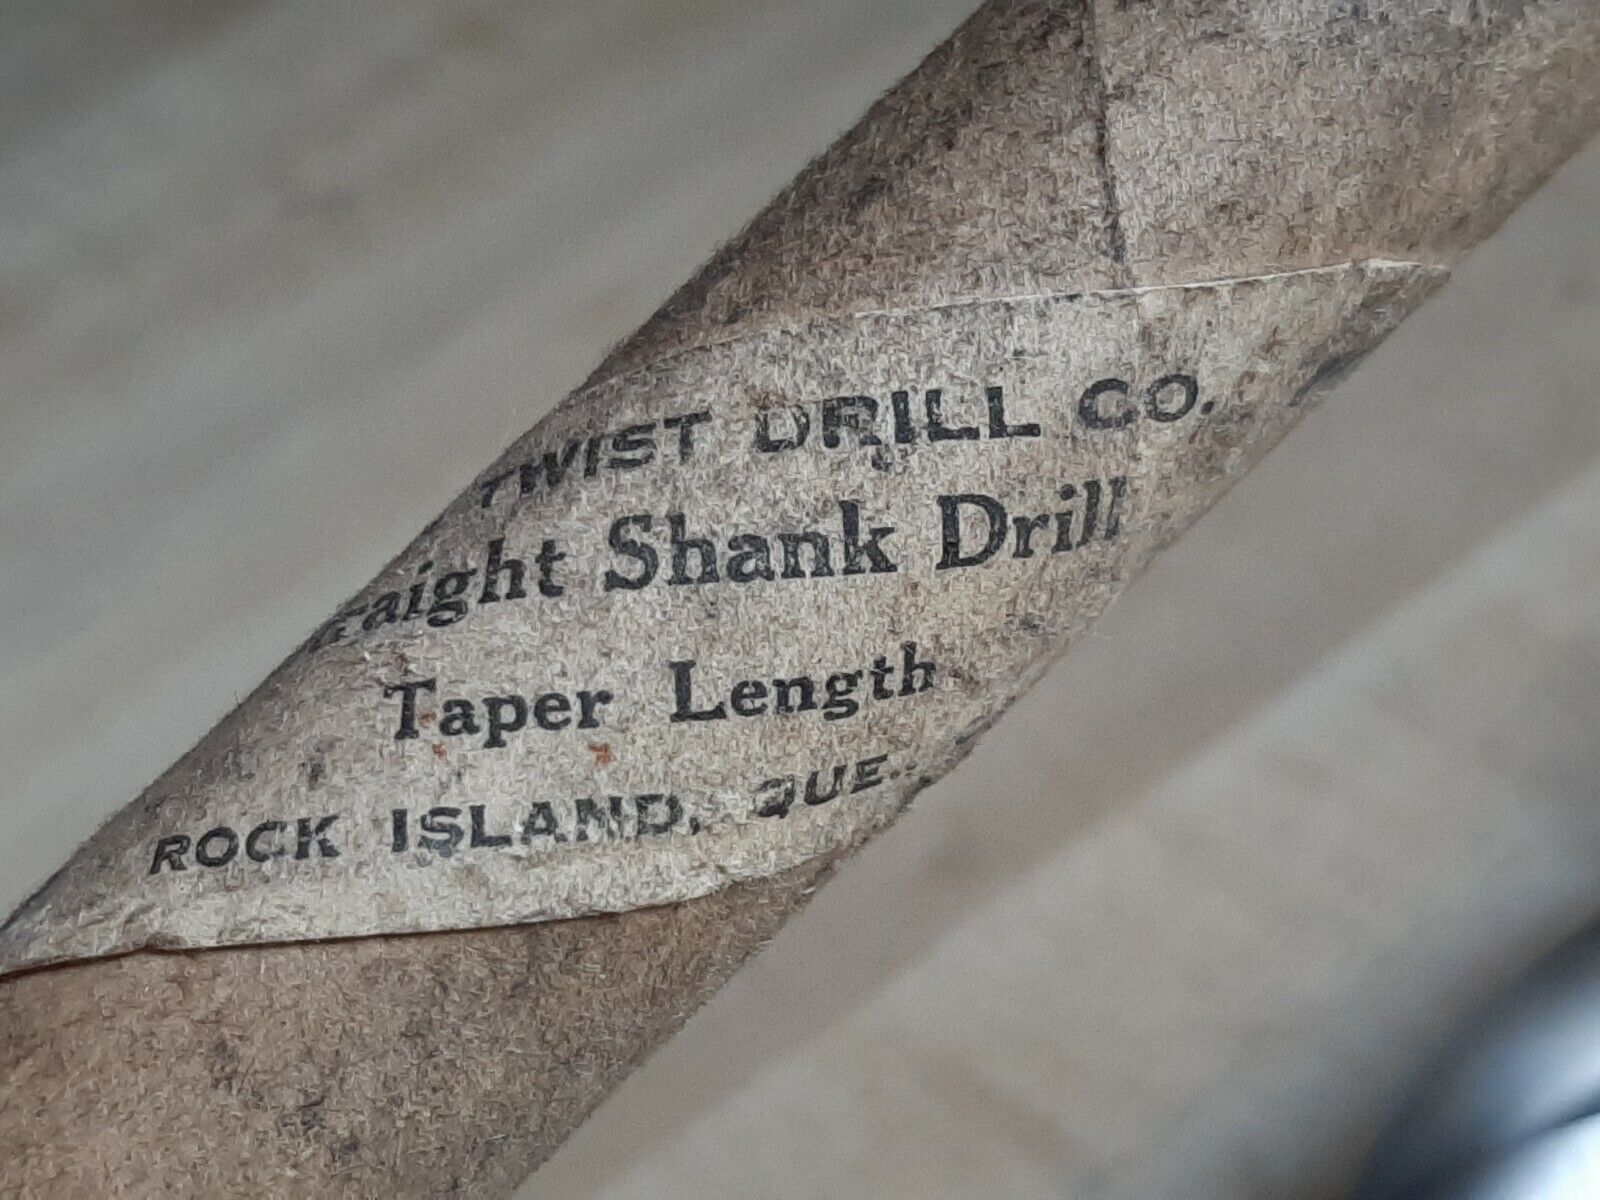 TWIST DRILL CO.
raight Shank Drill
Taper Length
ROCK ISLAND, QUE.